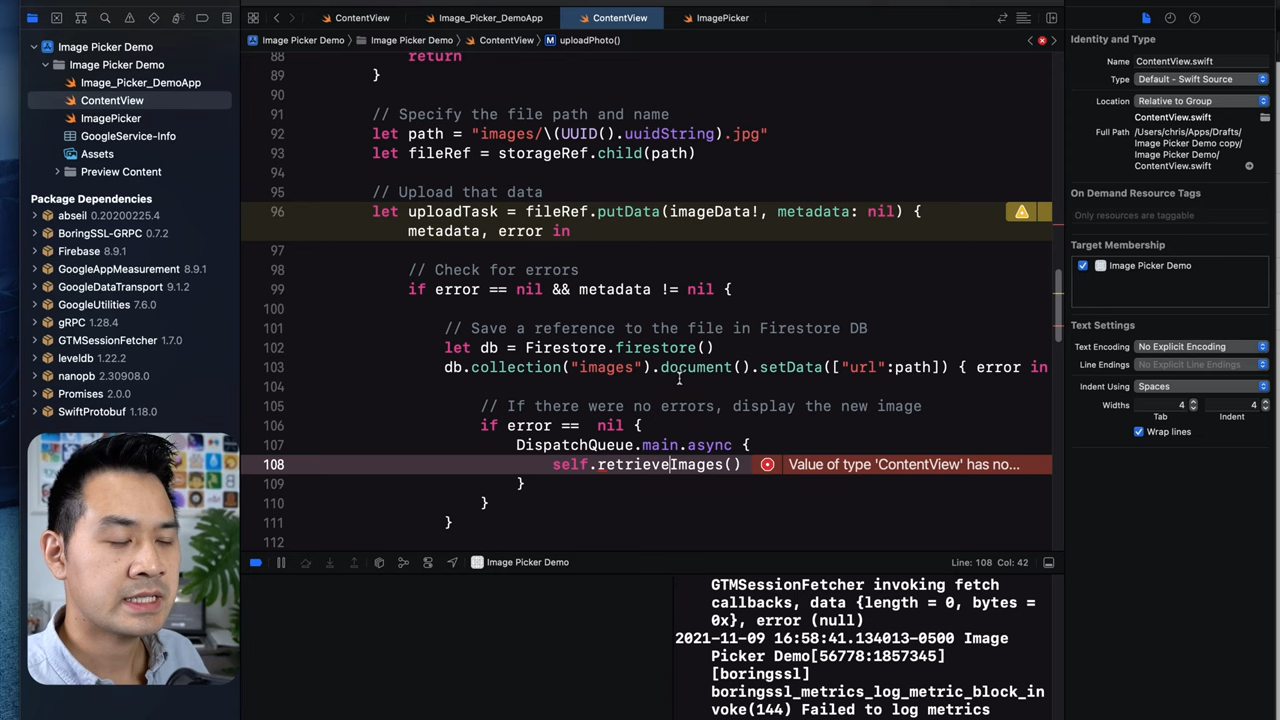 ContentView
Image_Picker_DemoApp
ContentView
ImagePicker
Image Picker Demo
Image Picker Demo
Image_Picker_DemoApp
ContentView
ImagePicker
GoogleService-Info
Assets
Preview Content
Package Dependencies
abseil 0.20200225.4
BoringSSL-GRPC 0.7.2
Firebase 8.9.1
GoogleAppMeasurement 8.9.1
GoogleDataTransport 9.1.2
GoogleUtilities 7.6.0
gRPC 1.28.4
GTMSessionFetcher 1.7.0
leveldb 1.22.2
nanopb 2.30908.0
Promises 2.0.0
SwiftProtobuf 1.18.0
Image Picker Demo Image Picker Demo ContentView M uploadPhoto()
88 return
89 }
90
91 // Specify the file path and name
92 let path = "images/\(UUID().uuidString).jpg"
93 let fileRef = storageRef.child(path)
94
95 // Upload that data
96 let uploadTask = fileRef.putData(imageData!, metadata: nil) {
metadata, error in
97
98 // Check for errors
99 if error == nil && metadata != nil {
100
101 // Save a reference to the file in Firestore DB
102 let db = Firestore.firestore()
103 db.collection("images").document().setData(["url":path]) { error in
104
105 // If there were no errors, display the new image
106 if error ==  nil {
107 DispatchQueue.main.async {
108 self.retrieveImages() Value of type 'ContentView' has no...
109 }
110 }
111 }
112
Image Picker Demo
Line: 108 Col: 42
GTMSessionFetcher invoking fetch
callbacks, data {length = 0, bytes =
0x}, error (null)
2021-11-09 16:58:41.134013-0500 Image
Picker Demo[56778:1857345]
[boringssl]
boringssl_metrics_log_metric_block_in
voke(144) Failed to log metrics
Identity and Type
Name ContentView.swift
Type Default - Swift Source
Location Relative to Group
ContentView.swift
Full Path /Users/chris/Apps/Drafts/
Image Picker Demo copy/
Image Picker Demo/
ContentView.swift
On Demand Resource Tags
Only resources are taggable
Target Membership
Image Picker Demo
Text Settings
Text Encoding No Explicit Encoding
Line Endings No Explicit Line Endings
Indent Using Spaces
Widths 4 4
Tab Indent
Wrap lines